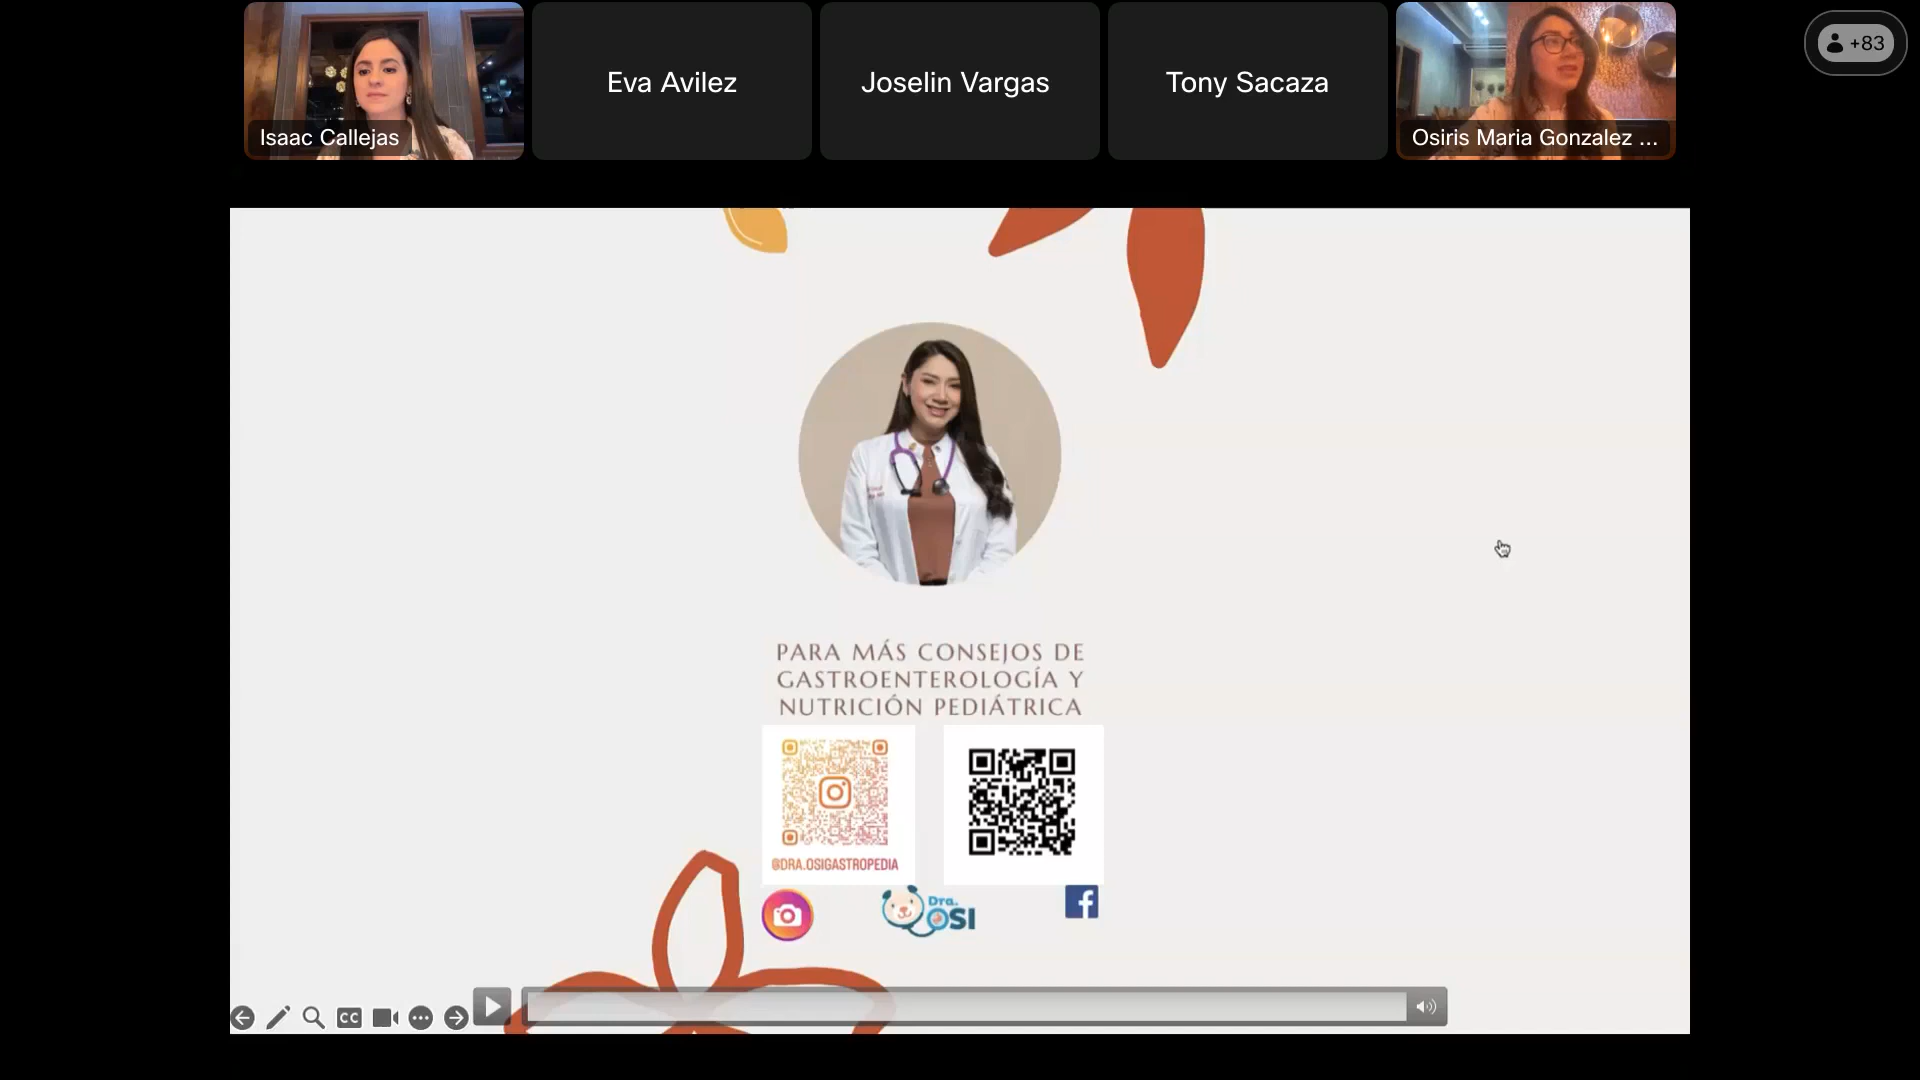 Isaac Callejas
Eva Avilez
Joselin Vargas
Tony Sacaza
Osiris Maria Gonzalez ...
+83
PARA MÁS CONSEJOS DE
GASTROENTEROLOGÍA Y
NUTRICIÓN PEDIÁTRICA
@DRA.OSIGASTROPEDIA
Dra.
OSI
CC